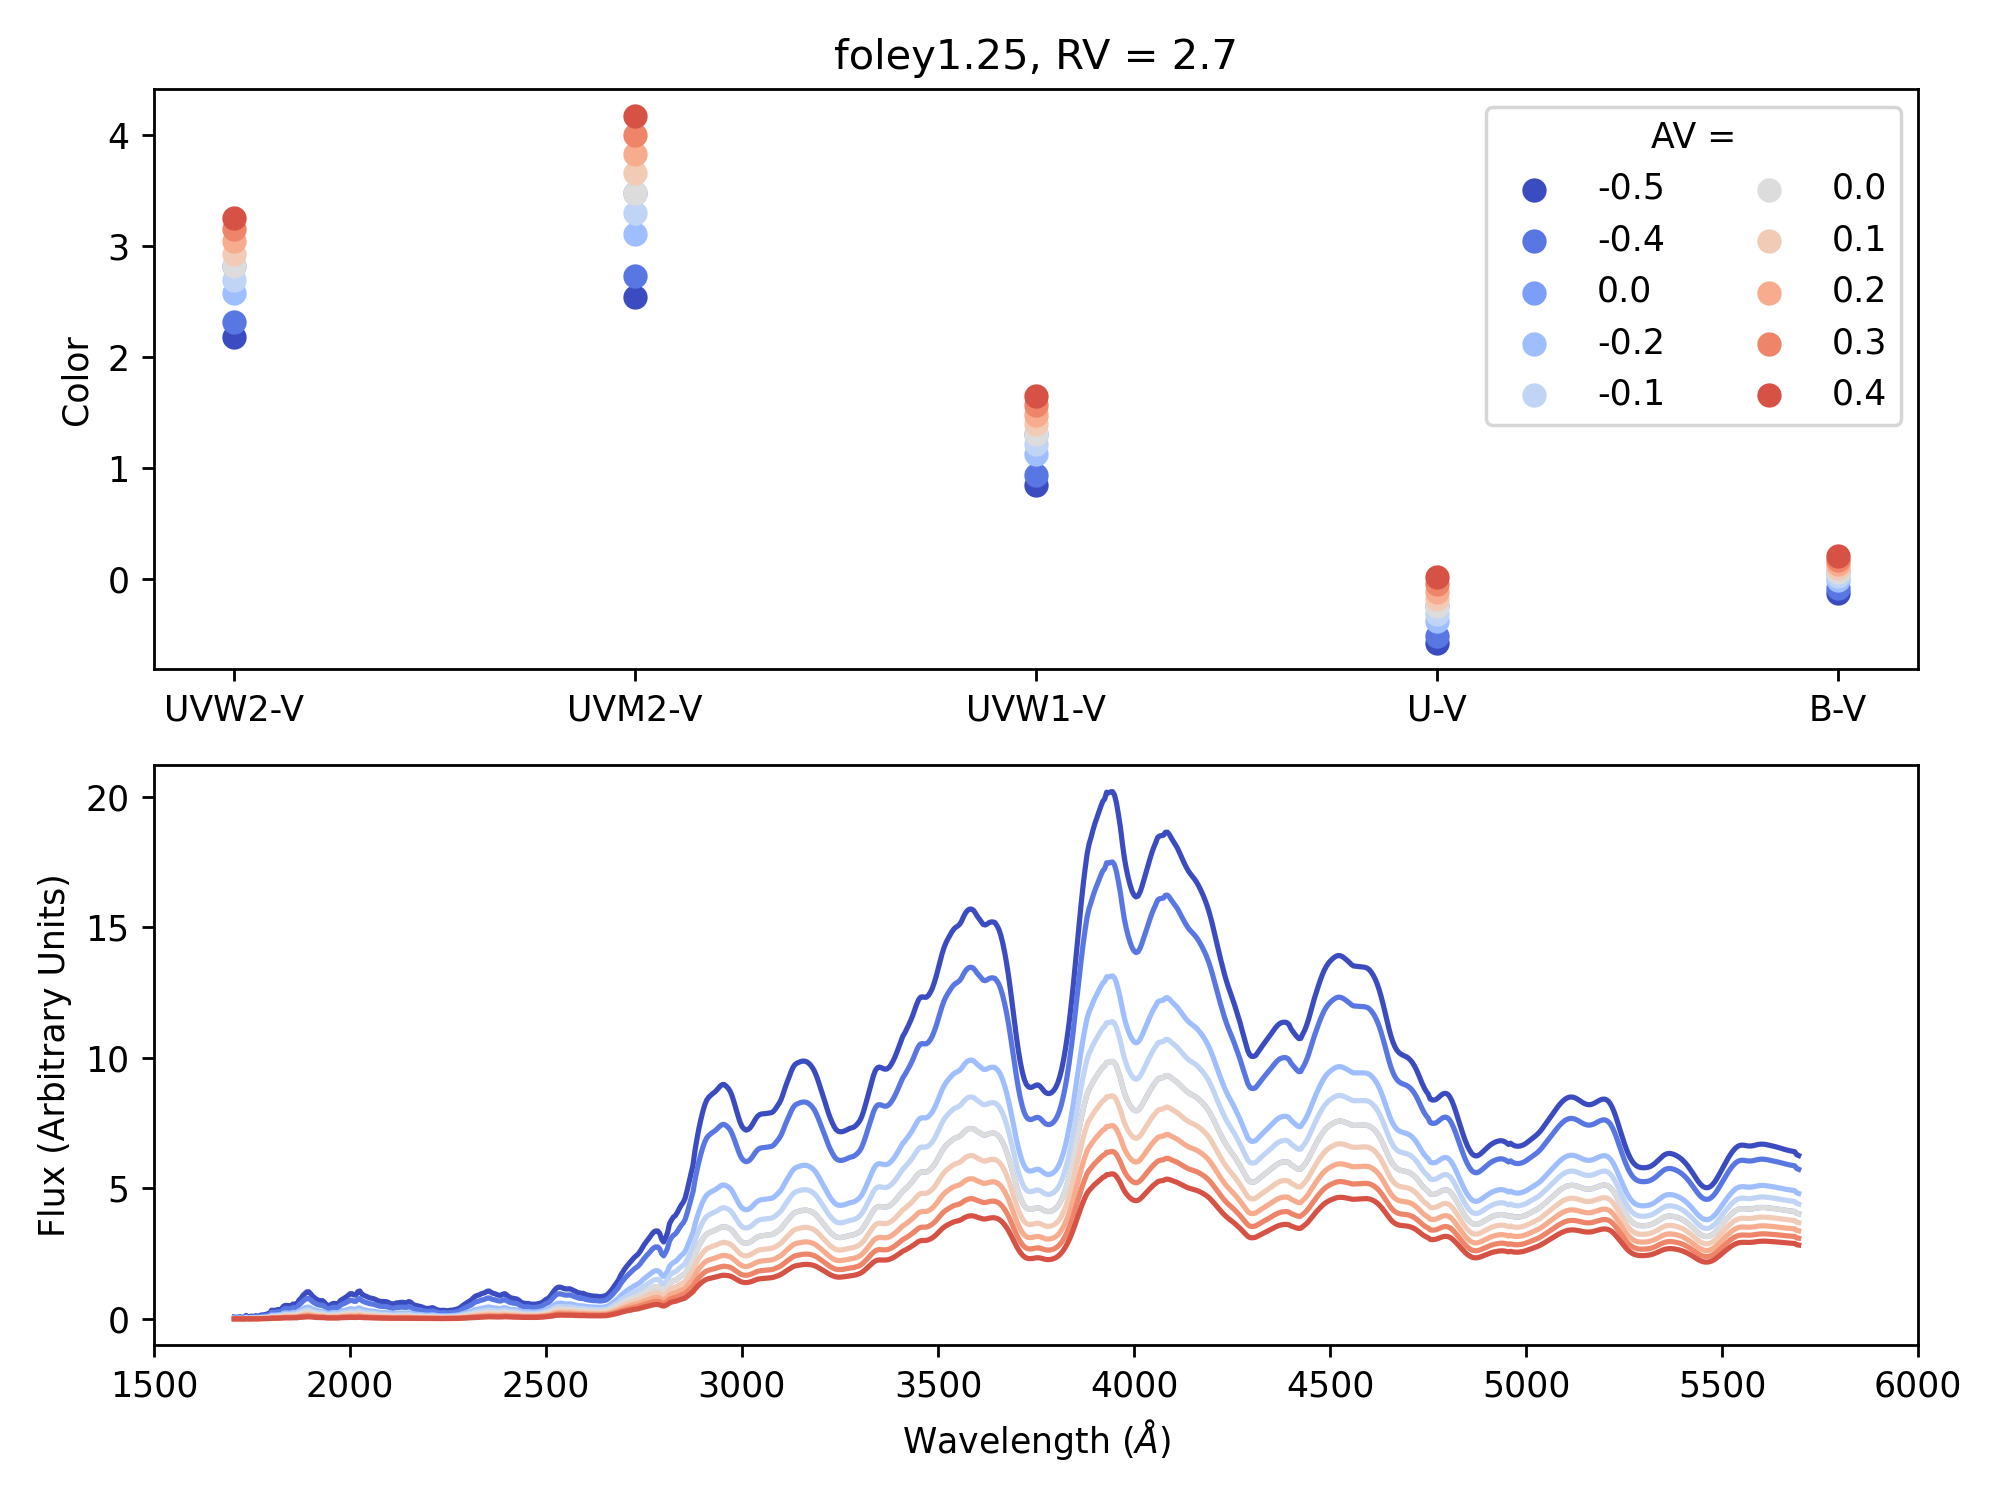 foley1.25, RV = 2.7
Color
4
3
2
1
0
AV =
-0.5 0.0
-0.4 0.1
0.0 0.2
-0.2 0.3
-0.1 0.4
UVW2-V UVM2-V UVW1-V U-V B-V
Flux (Arbitrary Units)
20
15
10
5
0
1500 2000 2500 3000 3500 4000 4500 5000 5500 6000
Wavelength (Å)